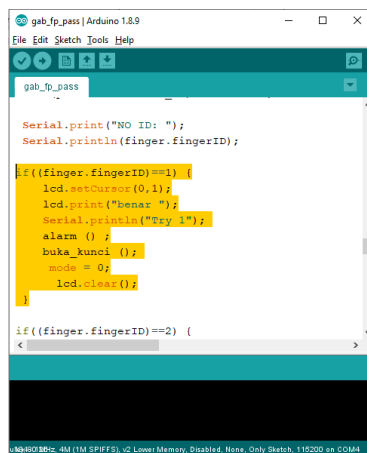 gab_fp_pass | Arduino 1.8.9
File Edit Sketch Tools Help
gab_fp_pass
Serial.print("NO ID: ");
Serial.println(finger.fingerID);
if((finger.fingerID)==1) {
lcd.setCursor(0,1);
lcd.print("benar ");
Serial.println("Try 1");
alarm () ;
buka_kunci ();
mode = 0;
lcd.clear();
}
if((finger.fingerID)==2) {
4M (1M SPIFFS), v2 Lower Memory, Disabled, None, Only Sketch, 115200 on COM4